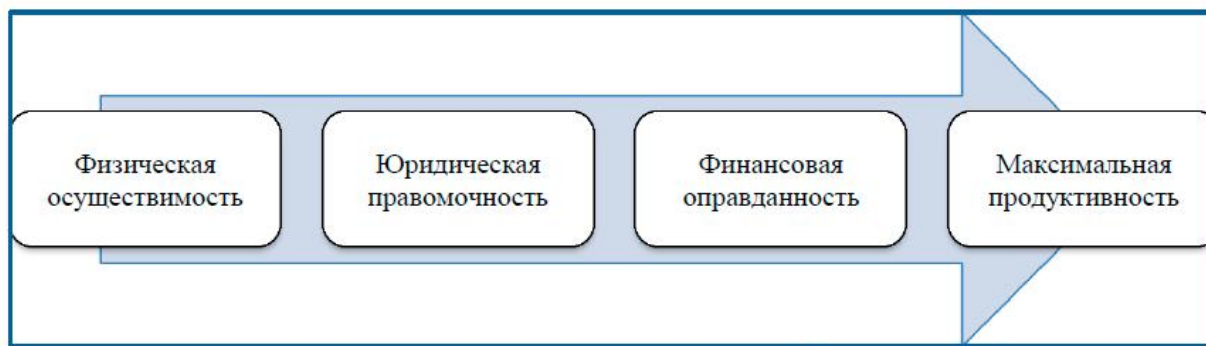 Физическая
осуществимость
Юридическая
правомочность
Финансовая
оправданность
Максимальная
продуктивность